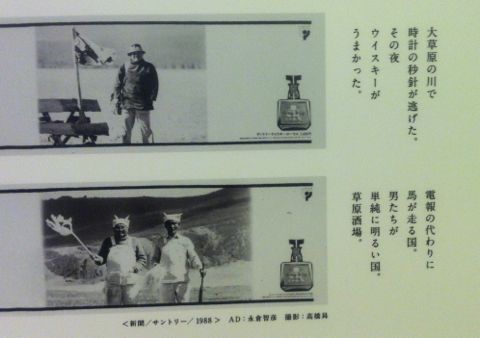 大草原の川で
時計の秒針が逃げた。
その夜
ウイスキーが
うまかった。
電報の代わりに
馬が走る国。
男たちが
単純に明るい国。
草原酒場。
<新聞/サントリー/1988> AD:永倉智彦 撮影:高橋昌